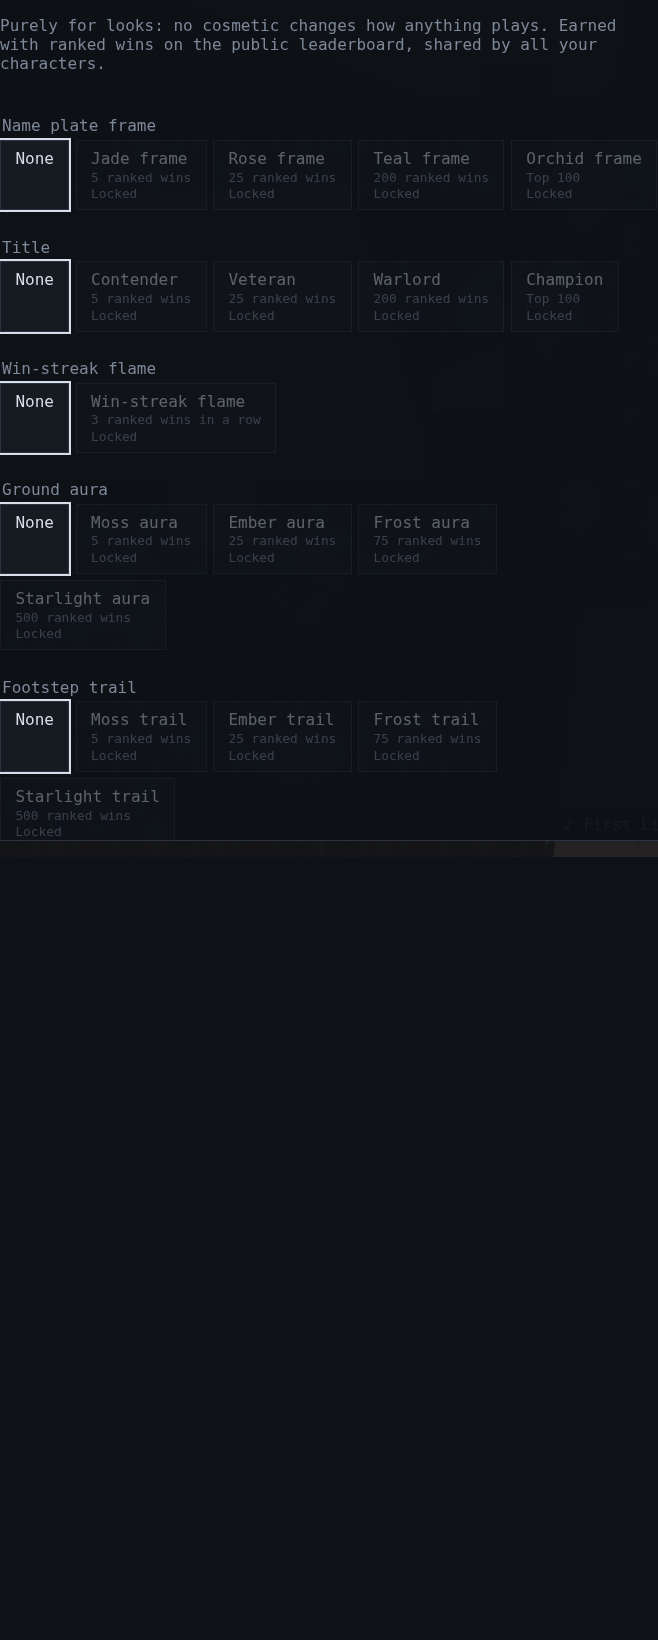 Purely for looks: no cosmetic changes how anything plays. Earned
with ranked wins on the public leaderboard, shared by all your
characters.
Name plate frame
None
Jade frame
5 ranked wins
Locked
Rose frame
25 ranked wins
Locked
Teal frame
200 ranked wins
Locked
Orchid frame
Top 100
Locked
Title
None
Contender
5 ranked wins
Locked
Veteran
25 ranked wins
Locked
Warlord
200 ranked wins
Locked
Champion
Top 100
Locked
Win-streak flame
None
Win-streak flame
3 ranked wins in a row
Locked
Ground aura
None
Moss aura
5 ranked wins
Locked
Ember aura
25 ranked wins
Locked
Frost aura
75 ranked wins
Locked
Starlight aura
500 ranked wins
Locked
Footstep trail
None
Moss trail
5 ranked wins
Locked
Ember trail
25 ranked wins
Locked
Frost trail
75 ranked wins
Locked
Starlight trail
500 ranked wins
Locked
♪ First Li